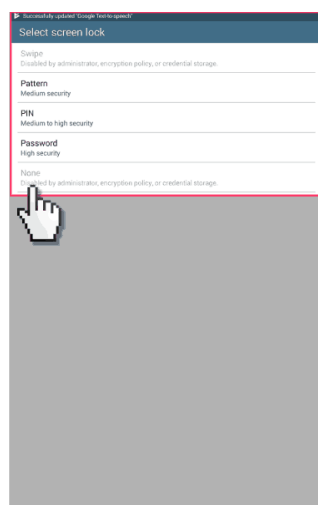 Successfully updated "Google Text-to-speech"
Select screen lock
Swipe
Disabled by administrator, encryption policy, or credential storage.
Pattern
Medium security
PIN
Medium to high security
Password
High security
None
Disabled by administrator, encryption policy, or credential storage.